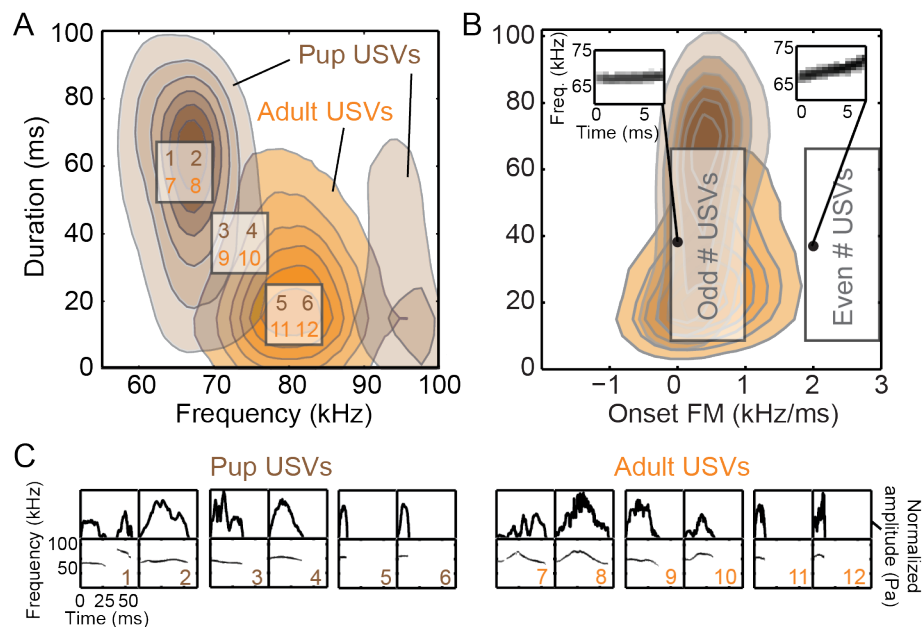 A
Pup USVs
Adult USVs
1 2
7 8
3 4
9 10
5 6
11 12
100
80
60
40
20
0
Duration (ms)
60 70 80 90 100
Frequency (kHz)
B
75
65
Freq. (kHz)
0 5
Time (ms)
75
65
0 5
Odd # USVs
Even # USVs
100
80
60
40
20
0
−1 0 1 2 3
Onset FM (kHz/ms)
C
Pup USVs
Adult USVs
Frequency (kHz)
100
50
1 2 3 4 5 6
7 8 9 10 11 12
0 25 50
Time (ms)
Normalized
amplitude (Pa)